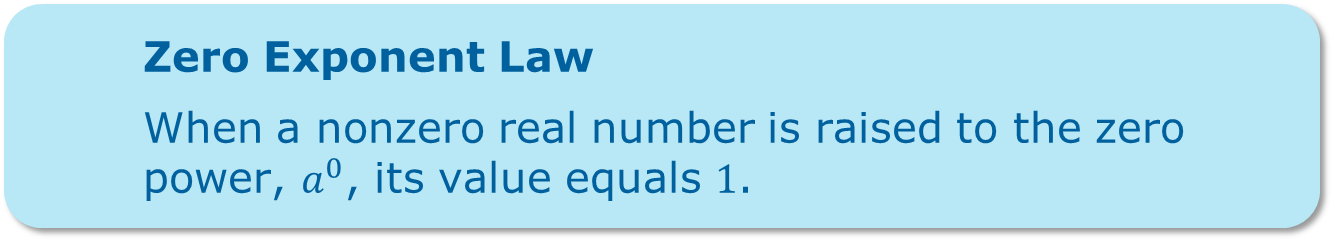 Zero Exponent Law
When a nonzero real number is raised to the zero
power, a⁰, its value equals 1.